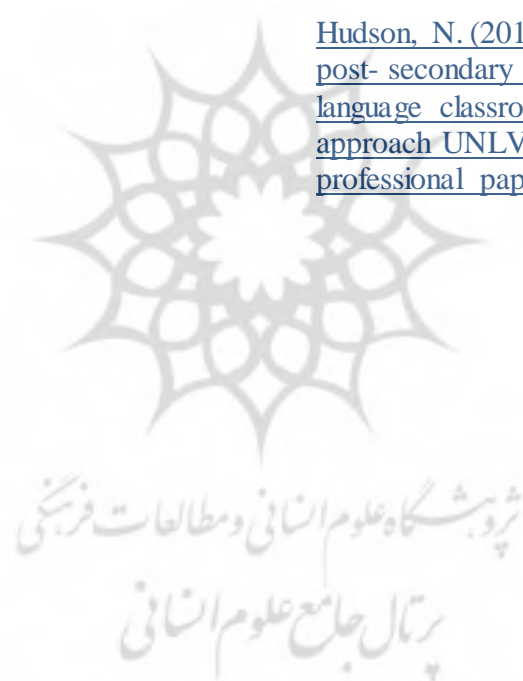 Hudson, N. (201
post- secondary
language classro
approach UNLV
professional pap
پژوهشگاه علوم انسانی و مطالعات فرهنگی
پرتال جامع علوم انسانی